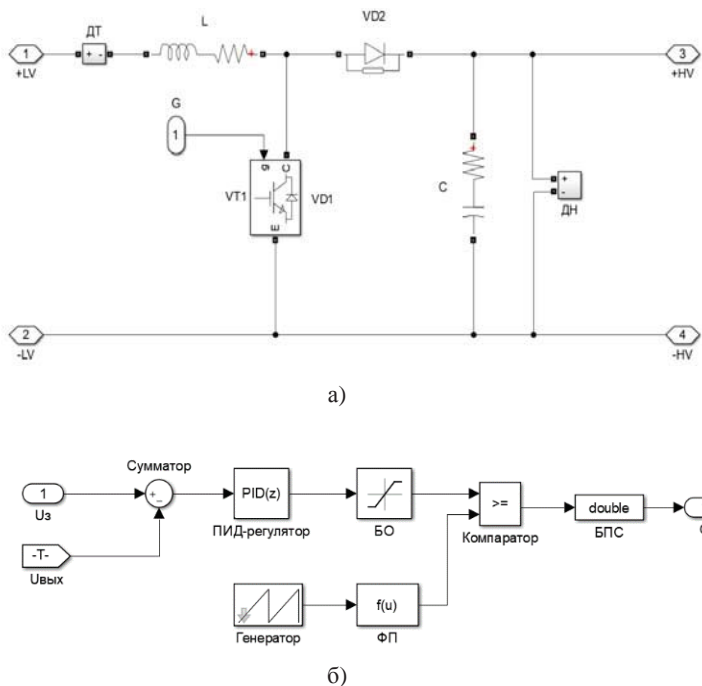 ДТ
L
VD2
1
+LV
3
+HV
G
1
g
C
VT1
VD1
E
C
+
-
ДН
2
-LV
4
-HV
а)
Сумматор
1
Uз
+
-
PID(z)
ПИД-регулятор
БО
>=
Компаратор
double
БПС
-T-
Uвых
Генератор
f(u)
ФП
б)